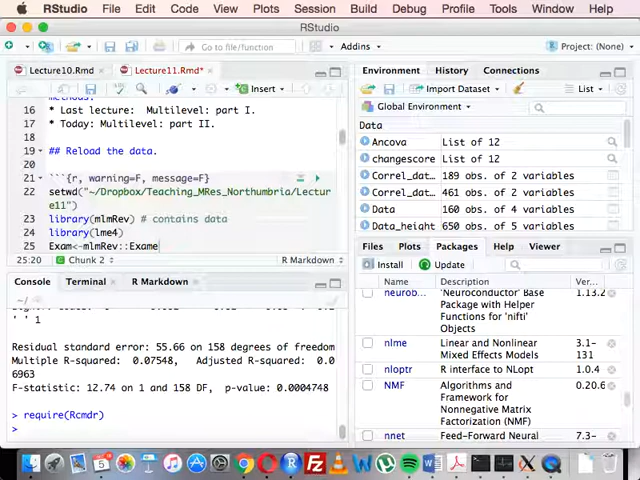 RStudio File Edit Code View Plots Session Build Debug Profile Tools Window Help
RStudio
Go to file/function Addins Project: (None)
Lecture10.Rmd Lecture11.Rmd*
Insert
methods.
16 * Last lecture: Multilevel: part I.
17 * Today: Multilevel: part II.
18
19 ## Reload the data.
20
21 ```{r, warning=F, message=F}
22 setwd("~/Dropbox/Teaching_MRes_Northumbria/Lectur
e11")
23 library(mlmRev) # contains data
24 library(lme4)
25 Exam<-mlmRev::Exame
25:20 Chunk 2 R Markdown
Console Terminal R Markdown
~/
' ' 1
Residual standard error: 55.66 on 158 degrees of freedom
Multiple R-squared: 0.07548, Adjusted R-squared: 0.0
6963
F-statistic: 12.74 on 1 and 158 DF, p-value: 0.0004748
> require(Rcmdr)
>
Environment History Connections
Import Dataset List
Global Environment
Data
Ancova List of 12
changescore List of 12
Correl_dat… 189 obs. of 2 variables
Correl_dat… 461 obs. of 2 variables
Data 160 obs. of 4 variables
Data_height 650 obs. of 5 variables
Files Plots Packages Help Viewer
Install Update
Name Description Ver…
neurob… 'Neuroconductor' Base 1.13.2
Package with Helper
Functions for 'nifti'
Objects
nlme Linear and Nonlinear 3.1-
Mixed Effects Models 131
nloptr R interface to NLopt 1.0.4
NMF Algorithms and 0.20.6
Framework for
Nonnegative Matrix
Factorization (NMF)
nnet Feed-Forward Neural 7.3-